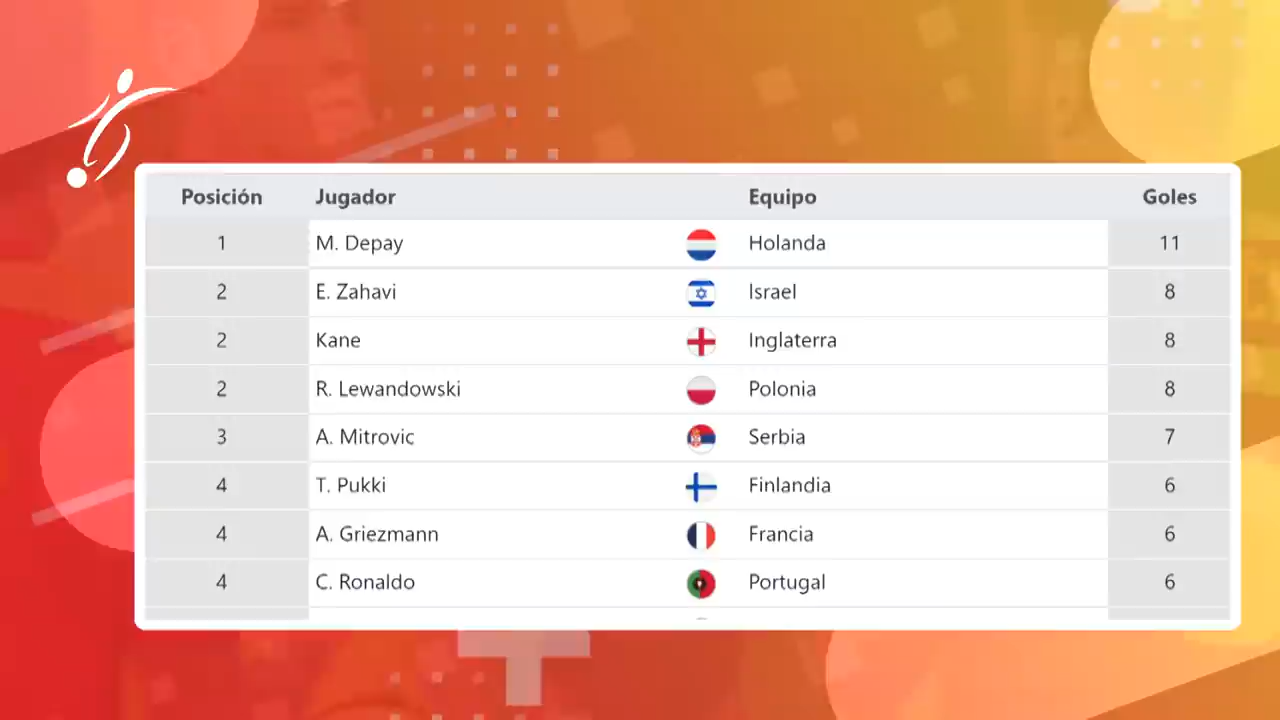 Posición Jugador Equipo Goles
1 M. Depay Holanda 11
2 E. Zahavi Israel 8
2 Kane Inglaterra 8
2 R. Lewandowski Polonia 8
3 A. Mitrovic Serbia 7
4 T. Pukki Finlandia 6
4 A. Griezmann Francia 6
4 C. Ronaldo Portugal 6